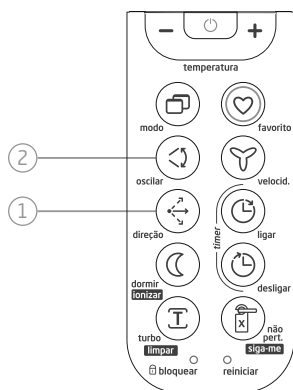 − +
temperatura
modo favorito
2
oscilar velocid.
1
direção timer ligar
dormir
ionizar desligar
T x
turbo não
limpar pert.
siga-me
bloquear reiniciar